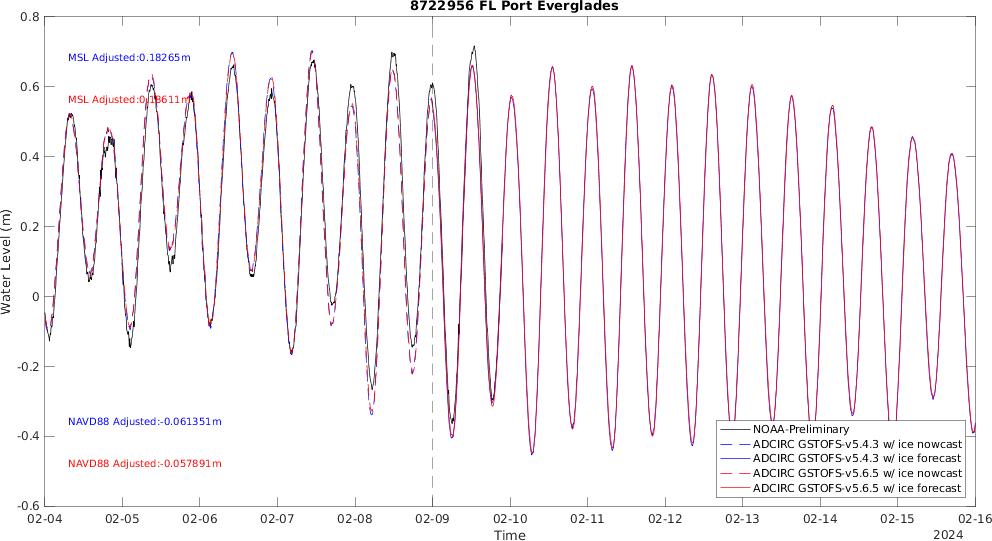 8722956 FL Port Everglades
0.8
0.6
0.4
0.2
0
-0.2
-0.4
-0.6
Water Level (m)
MSL Adjusted:0.18265m
MSL Adjusted:0.18611m
NAVD88 Adjusted:-0.061351m
NAVD88 Adjusted:-0.057891m
NOAA-Preliminary
ADCIRC GSTOFS-v5.4.3 w/ ice nowcast
ADCIRC GSTOFS-v5.4.3 w/ ice forecast
ADCIRC GSTOFS-v5.6.5 w/ ice nowcast
ADCIRC GSTOFS-v5.6.5 w/ ice forecast
02-04 02-05 02-06 02-07 02-08 02-09 02-10 02-11 02-12 02-13 02-14 02-15 02-16
Time
2024